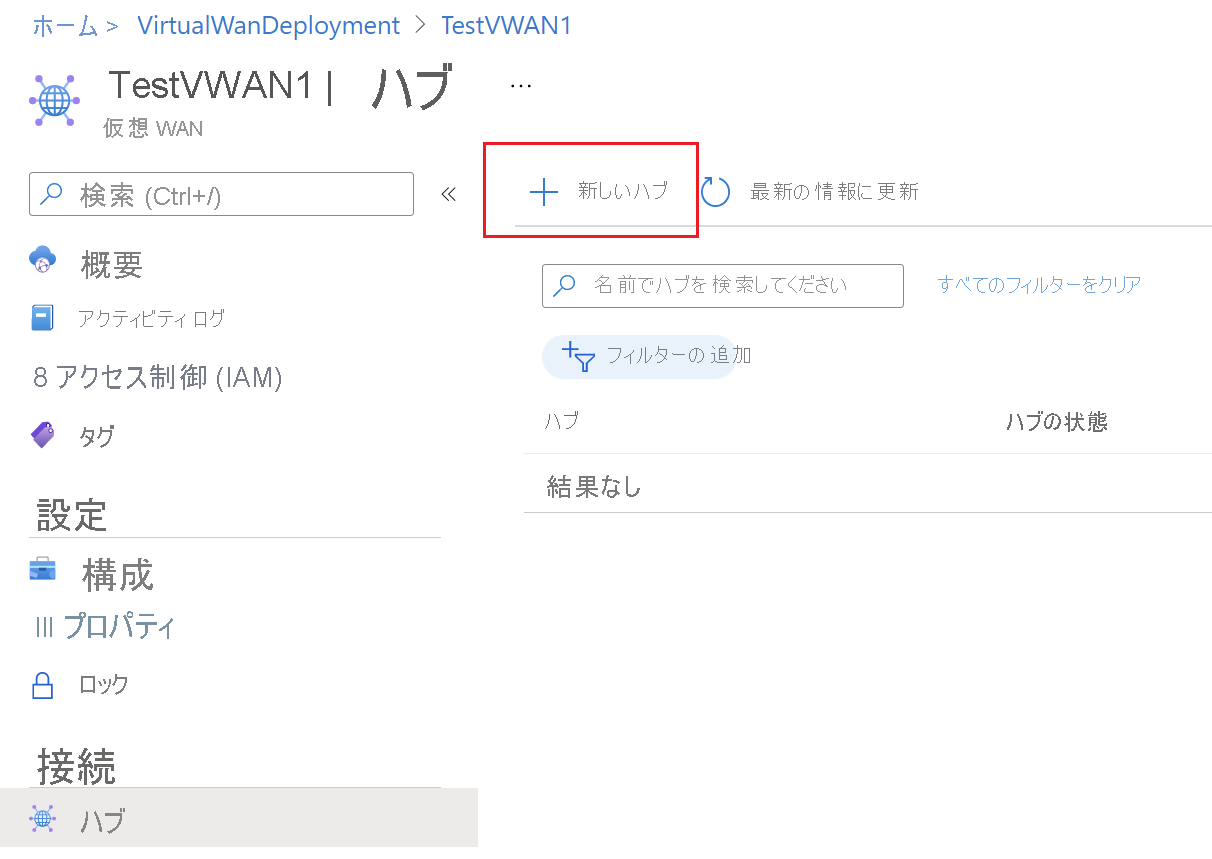 ホーム > VirtualWanDeployment > TestVWAN1
TestVWAN1 | ハブ ...
仮想 WAN
検索 (Ctrl+/) «
+ 新しいハブ 最新の情報に更新
概要
アクティビティ ログ
8 アクセス制御 (IAM)
タグ
設定
構成
III プロパティ
ロック
接続
ハブ
名前でハブを検索してください すべてのフィルターをクリア
フィルターの追加
ハブ ハブの状態
結果なし